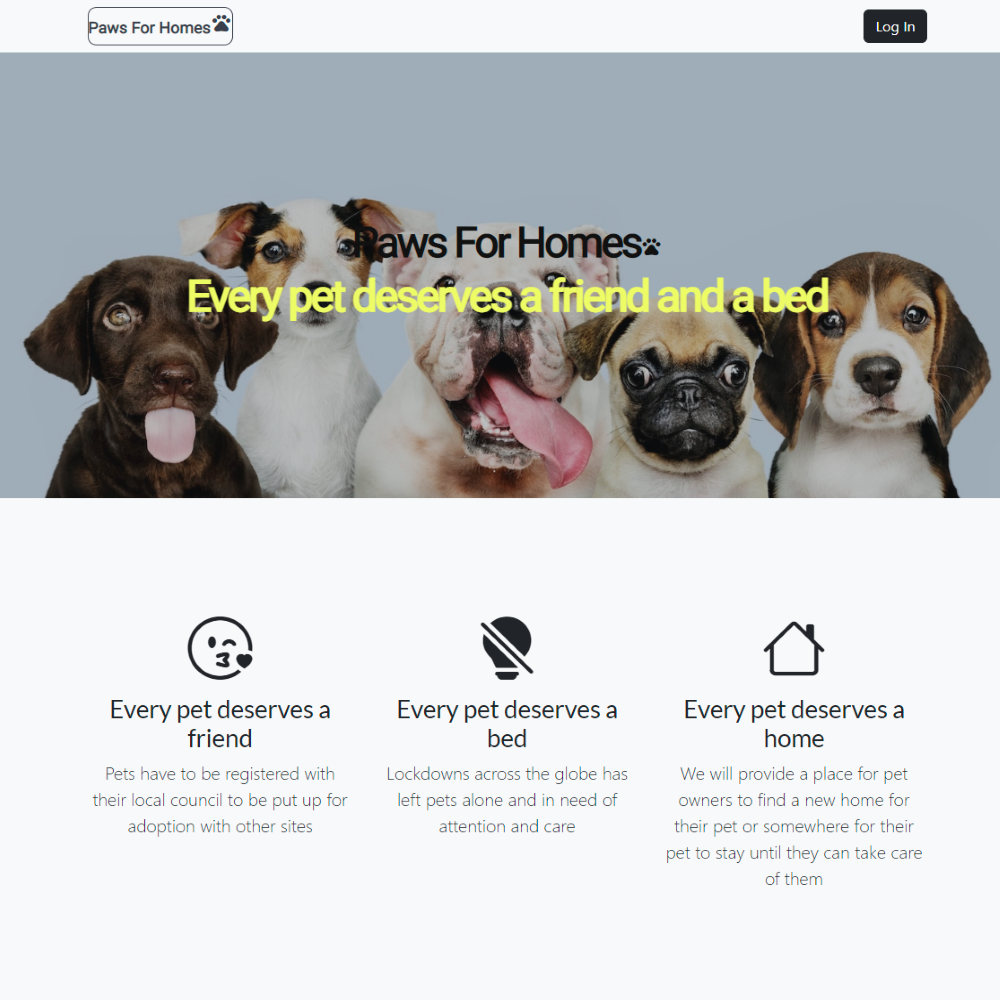 Paws For Homes
Log In
Paws For Homes
Every pet deserves a friend and a bed
Every pet deserves a
friend
Pets have to be registered with
their local council to be put up for
adoption with other sites
Every pet deserves a
bed
Lockdowns across the globe has
left pets alone and in need of
attention and care
Every pet deserves a
home
We will provide a place for pet
owners to find a new home for
their pet or somewhere for their
pet to stay until they can take care
of them